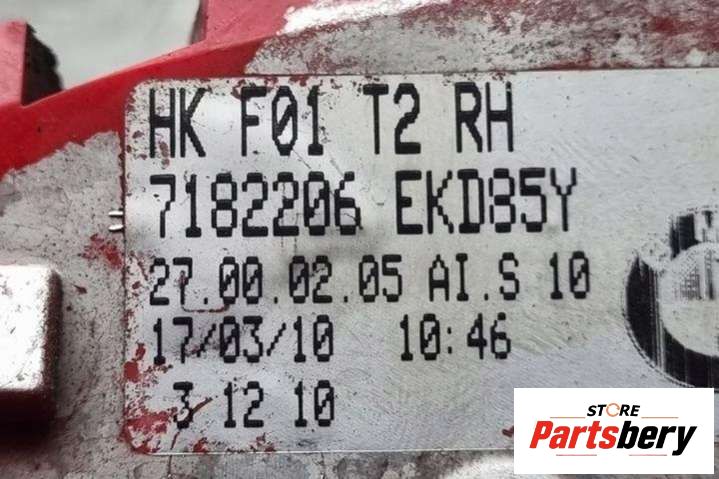 HK F01 T2 RH
7182206 EKD85Y
27.00.02.05 AI.S 10
17/03/10 10:46
3 12 10
STORE
Partsbery